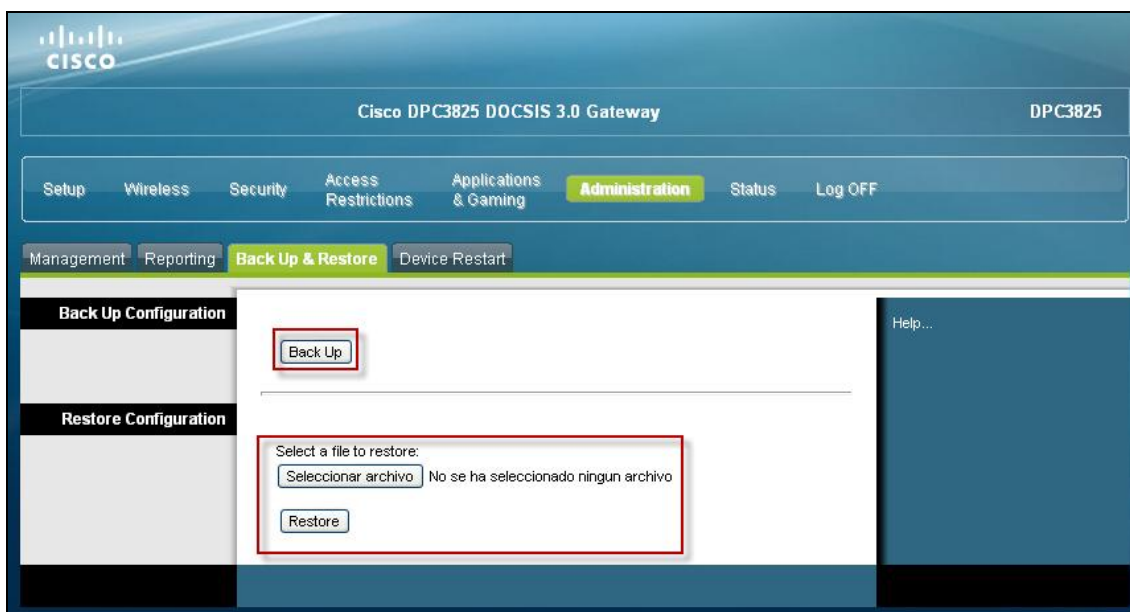 CISCO
Cisco DPC3825 DOCSIS 3.0 Gateway DPC3825
Setup Wireless Security Access Restrictions Applications & Gaming Administration Status Log OFF
Management Reporting Back Up & Restore Device Restart
Back Up Configuration
Help...
Back Up
Restore Configuration
Select a file to restore:
Seleccionar archivo No se ha seleccionado ningun archivo
Restore